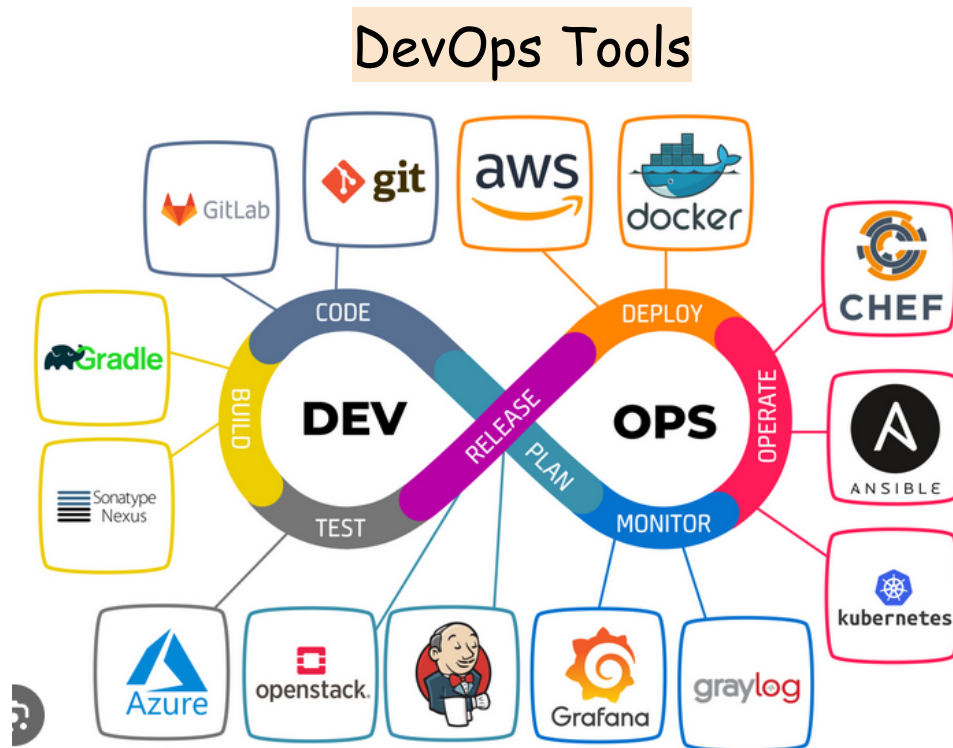 DevOps Tools
GitLab
git
aws
docker
CHEF
Gradle
CODE
DEPLOY
BUILD
DEV
RELEASE
OPS
OPERATE
PLAN
ANSIBLE
Sonatype
Nexus
TEST
MONITOR
kubernetes
Azure
openstack.
Grafana
graylog